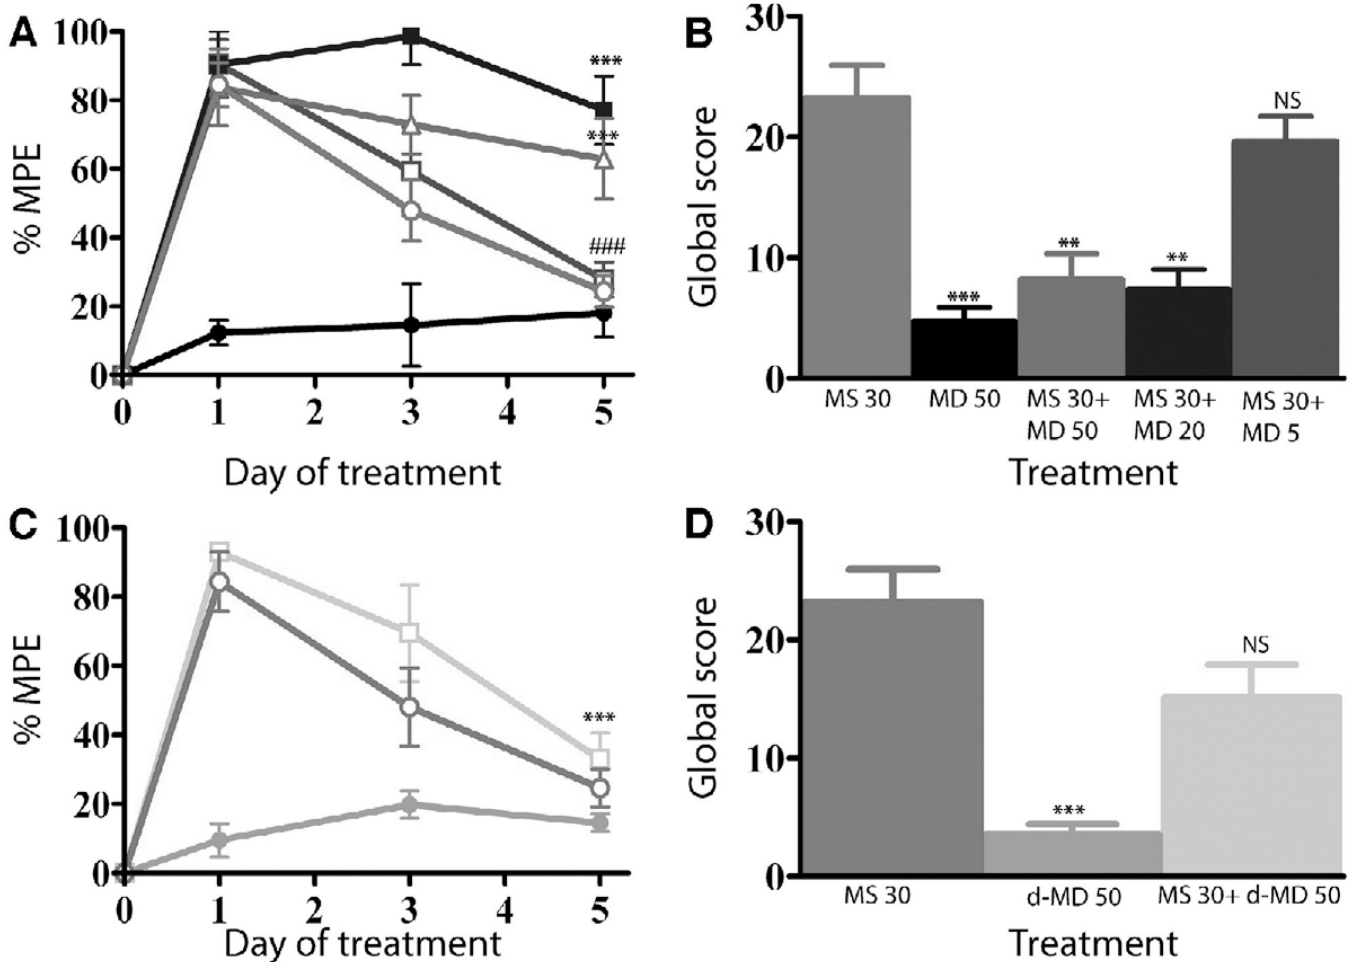 A
100
80
60
40
20
0
% MPE
***
***
###
0 1 2 3 4 5
Day of treatment
B
30
20
10
0
Global score
***
**
**
NS
MS 30
MD 50
MS 30+
MD 50
MS 30+
MD 20
MS 30+
MD 5
Treatment
C
100
80
60
40
20
0
% MPE
***
0 1 2 3 4 5
Day of treatment
D
30
20
10
0
Global score
***
NS
MS 30
d-MD 50
MS 30+ d-MD 50
Treatment